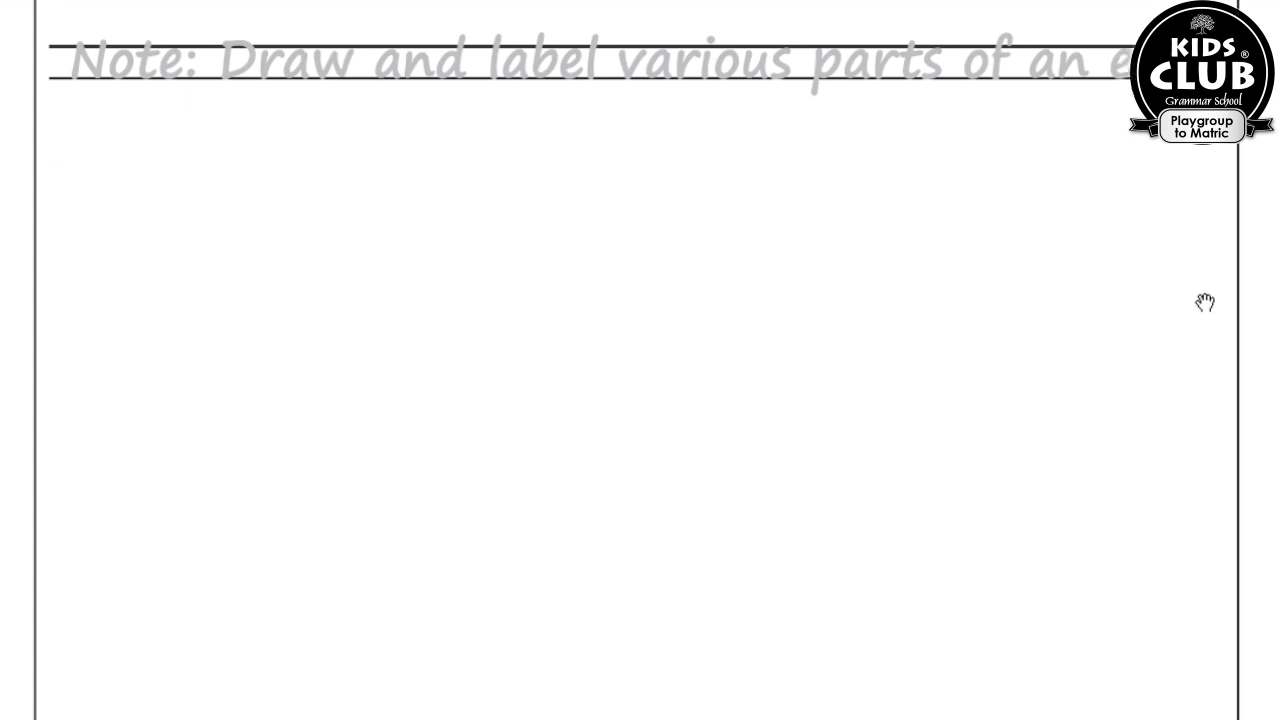 Note: Draw and label various parts of an
KIDS
CLUB®
Grammar School
Playgroup
to Matric